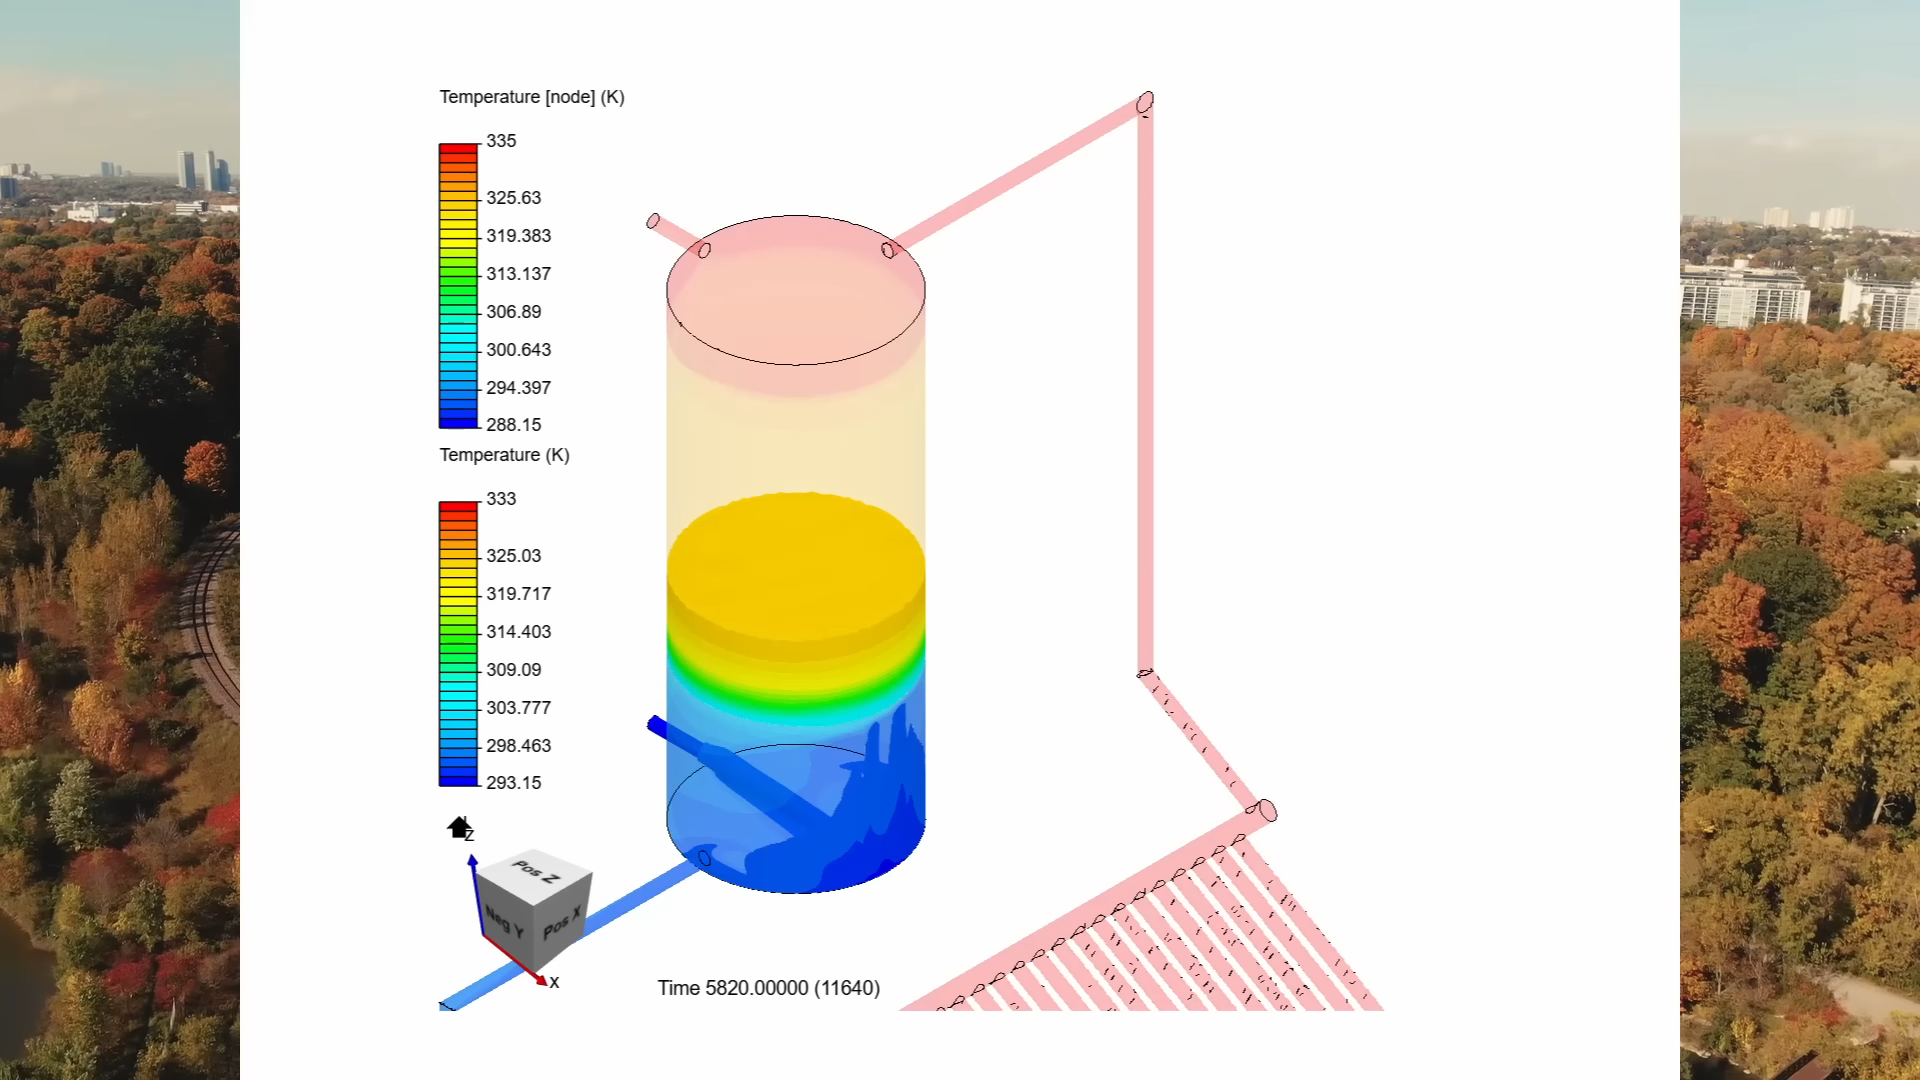 Temperature [node] (K)
335
325.63
319.383
313.137
306.89
300.643
294.397
288.15
Temperature (K)
333
325.03
319.717
314.403
309.09
303.777
298.463
293.15
Z
Pos Z
Neg Y
Pos X
X
Time 5820.00000 (11640)